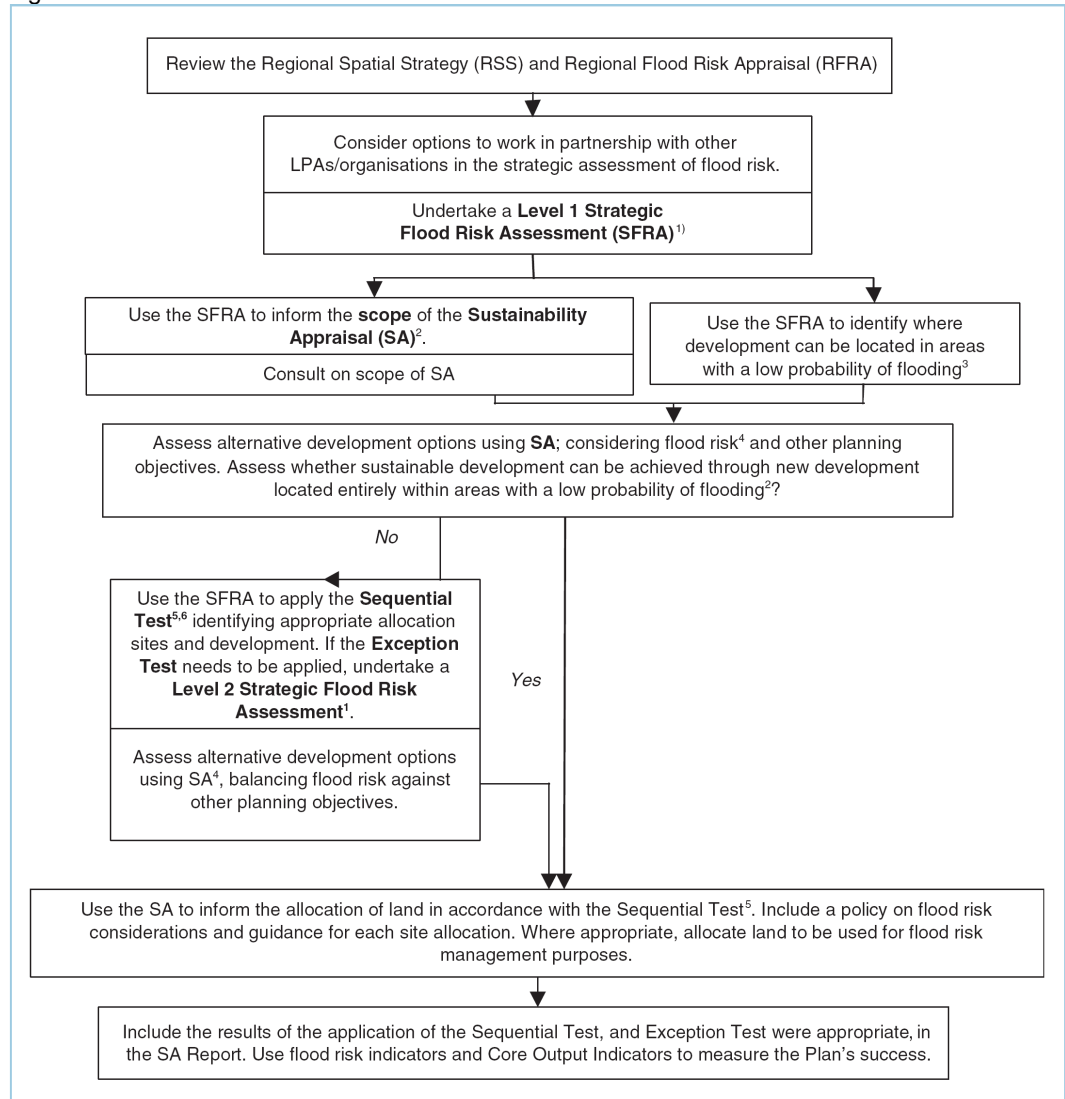 Review the Regional Spatial Strategy (RSS) and Regional Flood Risk Appraisal (RFRA)
Consider options to work in partnership with other
LPAs/organisations in the strategic assessment of flood risk.
Undertake a Level 1 Strategic
Flood Risk Assessment (SFRA)1)
Use the SFRA to inform the scope of the Sustainability
Appraisal (SA)2.
Consult on scope of SA
Use the SFRA to identify where
development can be located in areas
with a low probability of flooding3
Assess alternative development options using SA; considering flood risk4 and other planning
objectives. Assess whether sustainable development can be achieved through new development
located entirely within areas with a low probability of flooding2?
No
Use the SFRA to apply the Sequential
Test5,6 identifying appropriate allocation
sites and development. If the Exception
Test needs to be applied, undertake a
Level 2 Strategic Flood Risk
Assessment1.
Yes
Assess alternative development options
using SA4, balancing flood risk against
other planning objectives.
Use the SA to inform the allocation of land in accordance with the Sequential Test5. Include a policy on flood risk
considerations and guidance for each site allocation. Where appropriate, allocate land to be used for flood risk
management purposes.
Include the results of the application of the Sequential Test, and Exception Test were appropriate, in
the SA Report. Use flood risk indicators and Core Output Indicators to measure the Plan's success.